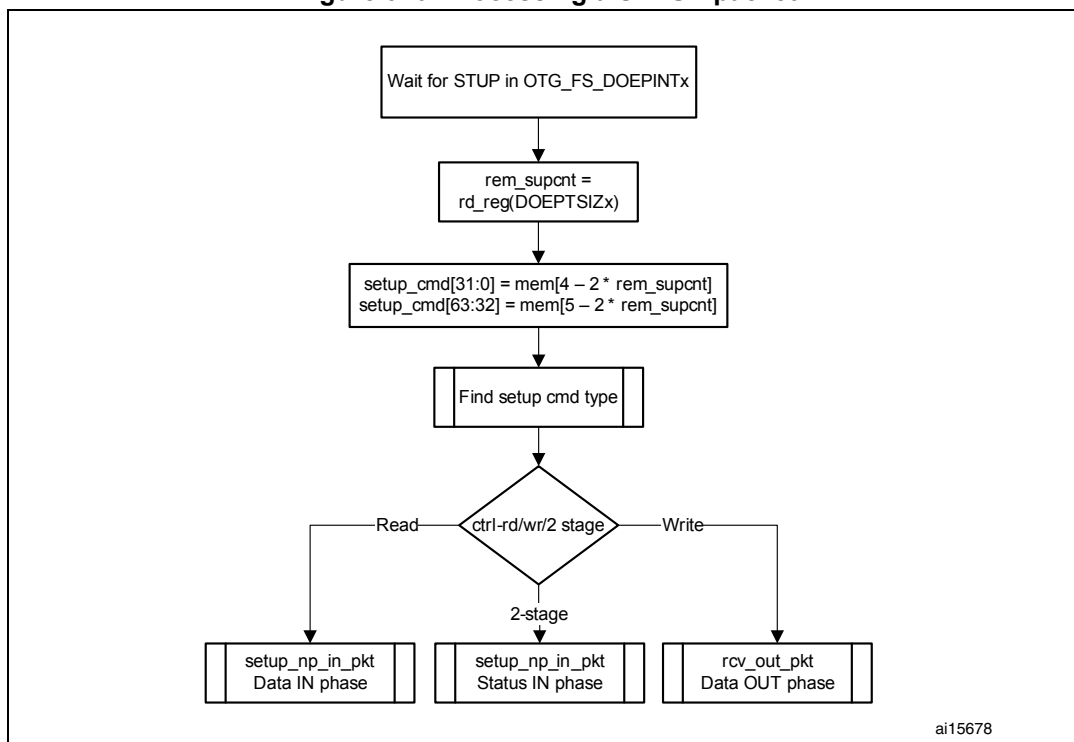 Wait for STUP in OTG_FS_DOEPINTx
rem_supcnt =
rd_reg(DOEPTSIZx)
setup_cmd[31:0] = mem[4 – 2 * rem_supcnt]
setup_cmd[63:32] = mem[5 – 2 * rem_supcnt]
Find setup cmd type
Read
ctrl-rd/wr/2 stage
Write
2-stage
setup_np_in_pkt
Data IN phase
setup_np_in_pkt
Status IN phase
rcv_out_pkt
Data OUT phase
ai15678